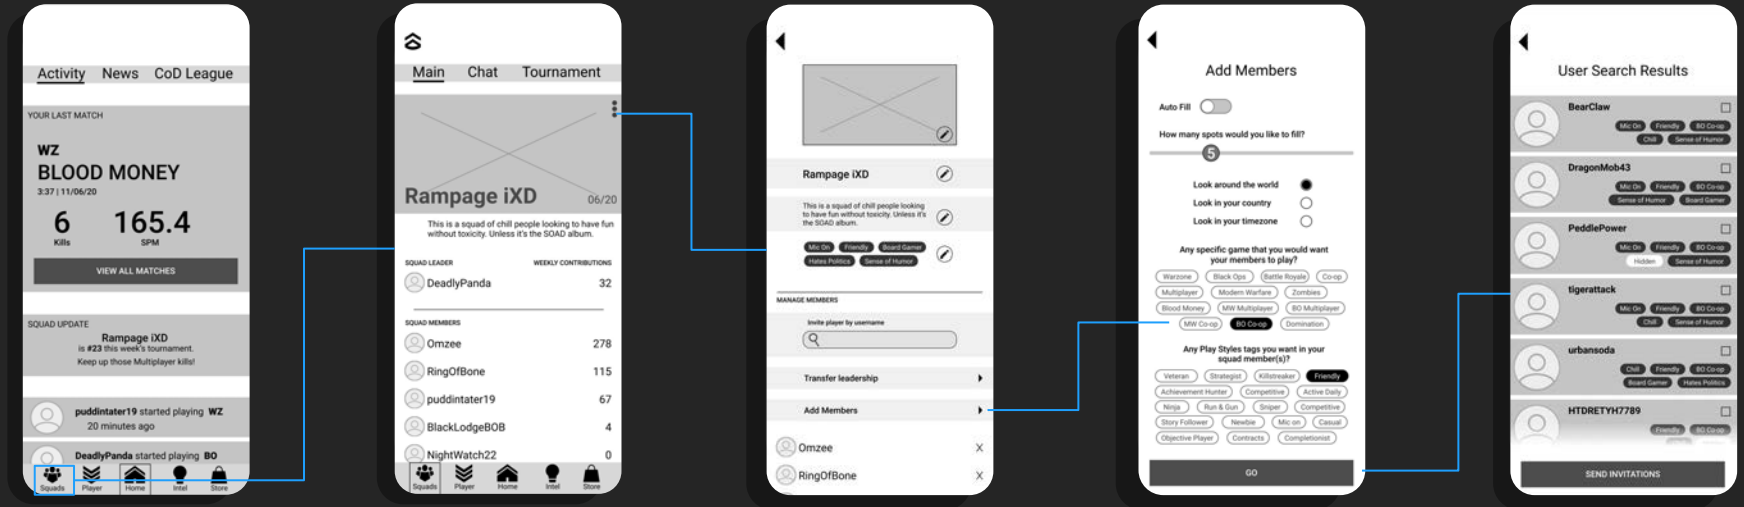 Activity News CoD League
YOUR LAST MATCH
WZ
BLOOD MONEY
3:37 | 11/06/20
6 165.4
Kills SPM
VIEW ALL MATCHES
SQUAD UPDATE
Rampage iXD
is #23 this week's tournament.
Keep up those Multiplayer kills!
puddintater19 started playing WZ
20 minutes ago
DeadlyPanda started playing BO
Squads Player Home Intel Store
Main Chat Tournament
Rampage iXD 06/20
This is a squad of chill people looking to have fun
without toxicity. Unless it's the SOAD album.
SQUAD LEADER WEEKLY CONTRIBUTIONS
DeadlyPanda 32
SQUAD MEMBERS
Omzee 278
RingOfBone 115
puddintater19 67
BlackLodgeBOB 4
NightWatch22 0
Squads Player Home Intel Store
Rampage iXD
This is a squad of chill people looking
to have fun without toxicity. Unless it's
the SOAD album.
Mic On Friendly Board Gamer
Hates Politics Sense of Humor
MANAGE MEMBERS
Invite player by username
Transfer leadership
Add Members
Omzee X
RingOfBone X
Add Members
Auto Fill
How many spots would you like to fill?
5
Look around the world
Look in your country
Look in your timezone
Any specific game that you would want
your members to play?
Warzone Black Ops Battle Royale Co-op
Multiplayer Modern Warfare Zombies
Blood Money MW Multiplayer BO Multiplayer
MW Co-op BO Co-op Domination
Any Play Styles tags you want in your
squad member(s)?
Veteran Strategist Killstreaker Friendly
Achievement Hunter Competitive Active Daily
Ninja Run & Gun Sniper Competitive
Story Follower Newbie Mic on Casual
Objective Player Contracts Completionist
GO
User Search Results
BearClaw
Mic On Friendly BO Co-op
Chill Sense of Humor
DragonMob43
Mic On Friendly BO Co-op
Sense of Humor Board Gamer
PeddlePower
Mic On Friendly BO Co-op
Hidden Sense of Humor
tigerattack
Mic On Friendly BO Co-op
Chill Sense of Humor
urbansoda
Chill Friendly BO Co-op
Board Gamer Hates Politics
HTDRETYH7789
Friendly BO Co-op
SEND INVITATIONS